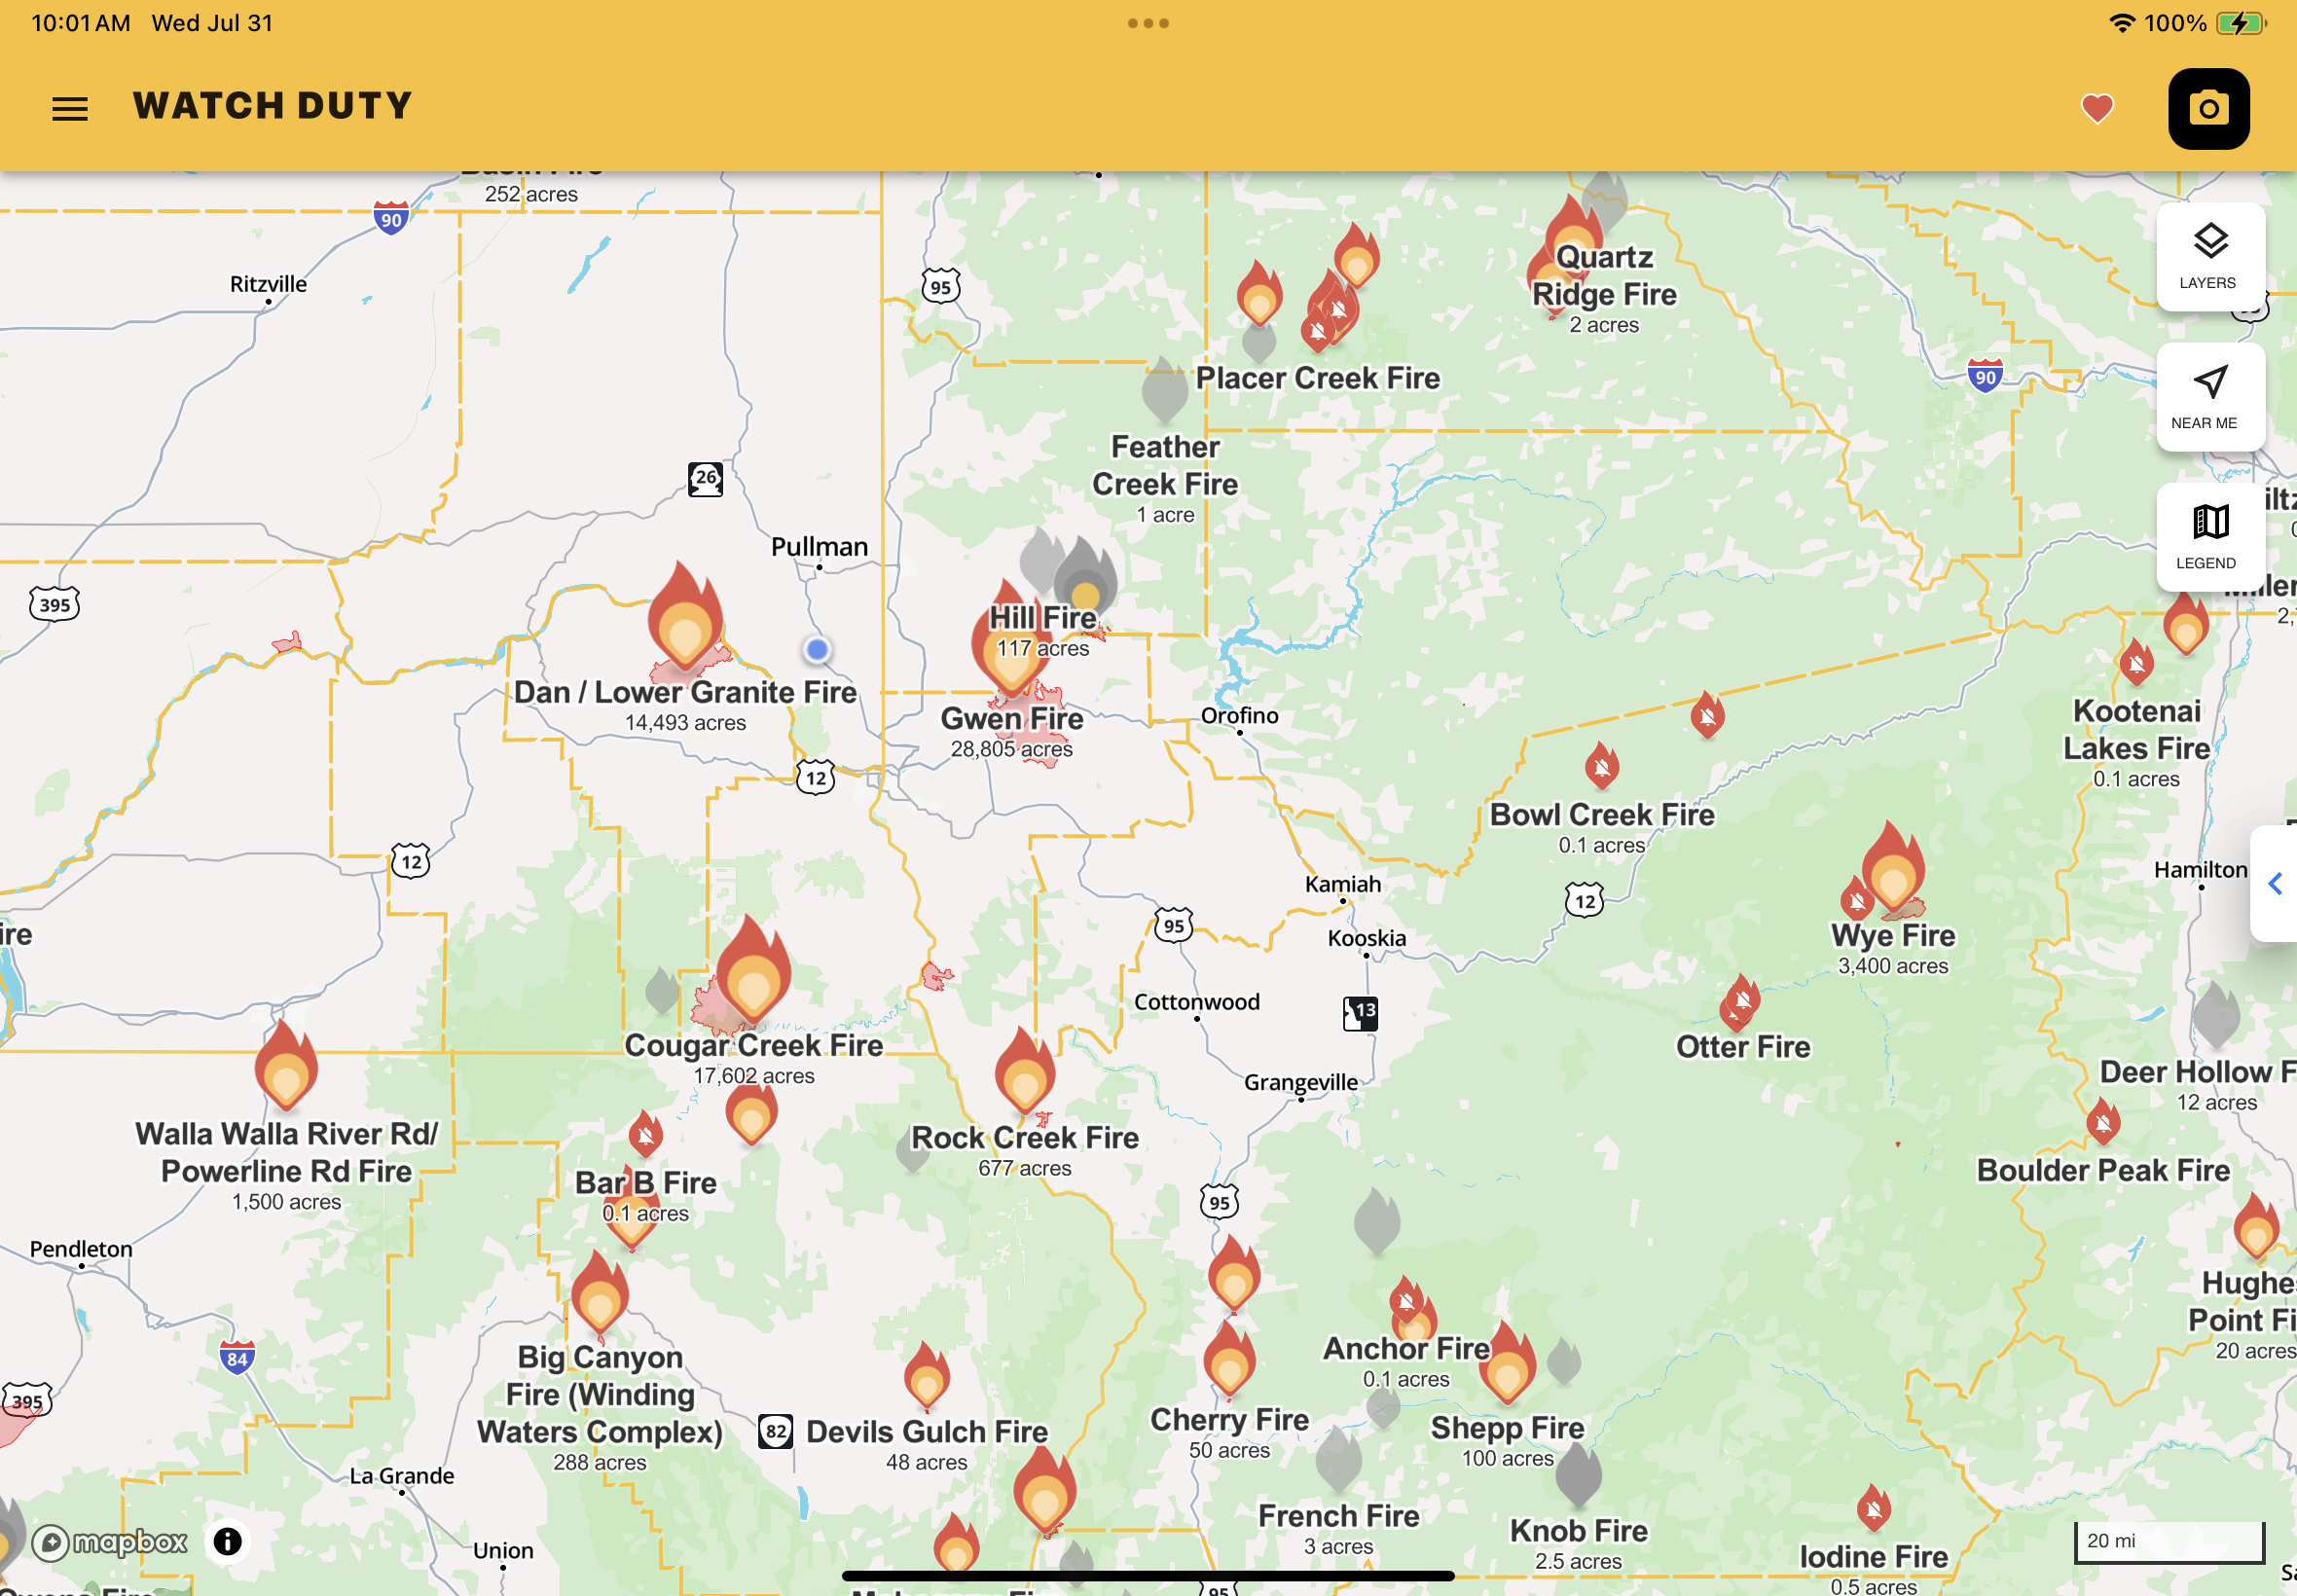 10:01 AM Wed Jul 31
100%
WATCH DUTY
252 acres
90
Ritzville
95
Quartz
Ridge Fire
2 acres
LAYERS
Placer Creek Fire
90
NEAR ME
Feather
Creek Fire
1 acre
26
Pullman
LEGEND
395
Hill Fire
117 acres
Dan / Lower Granite Fire
14,493 acres
Gwen Fire
28,805 acres
Orofino
Kootenai
Lakes Fire
0.1 acres
12
Bowl Creek Fire
0.1 acres
12
Hamilton
Kamiah
12
95
Kooskia
ire
Wye Fire
3,400 acres
Cottonwood
13
Cougar Creek Fire
17,602 acres
Otter Fire
Deer Hollow F
12 acres
Grangeville
Walla Walla River Rd/
Powerline Rd Fire
1,500 acres
Rock Creek Fire
677 acres
Bar B Fire
0.1 acres
Boulder Peak Fire
95
Pendleton
Hughe
Point Fi
20 acres
84
Big Canyon
Fire (Winding
Waters Complex)
288 acres
Anchor Fire
0.1 acres
395
82
Devils Gulch Fire
48 acres
Cherry Fire
50 acres
Shepp Fire
100 acres
La Grande
French Fire
3 acres
Knob Fire
2.5 acres
mapbox
Union
20 mi
Iodine Fire
0.5 acres
95